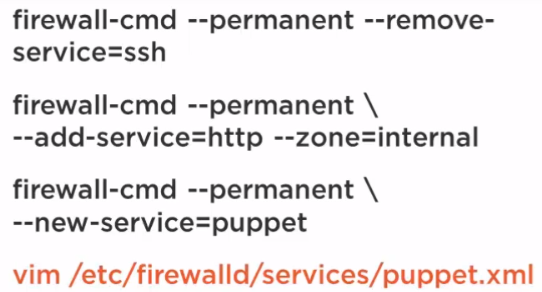 firewall-cmd --permanent --remove-
service=ssh
firewall-cmd --permanent \
--add-service=http --zone=internal
firewall-cmd --permanent \
--new-service=puppet
vim /etc/firewalld/services/puppet.xml